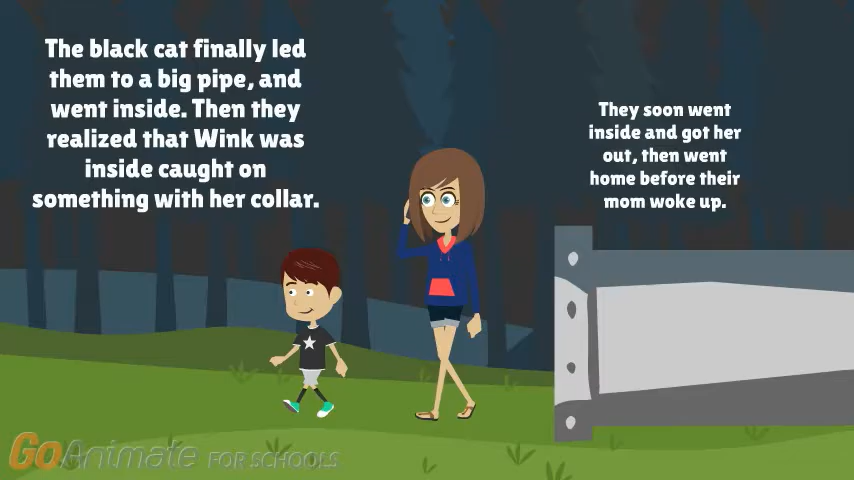 The black cat finally led
them to a big pipe, and
went inside. Then they
realized that Wink was
inside caught on
something with her collar.
They soon went
inside and got her
out, then went
home before their
mom woke up.
GoAnimate FOR SCHOOLS